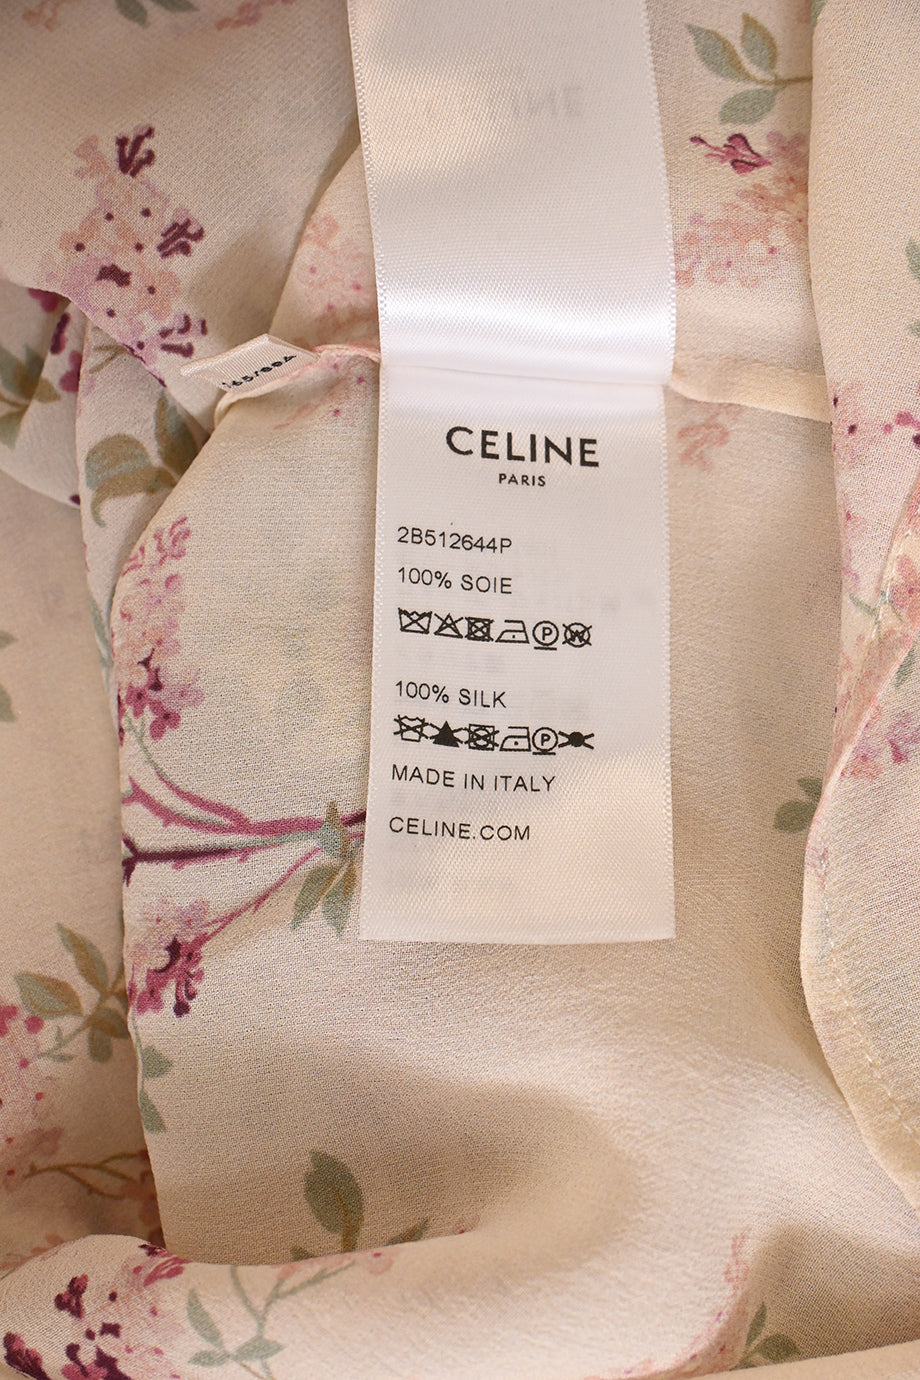 CELINE
PARIS
2B512644P
100% SOIE
P W
100% SILK
P
MADE IN ITALY
CELINE.COM